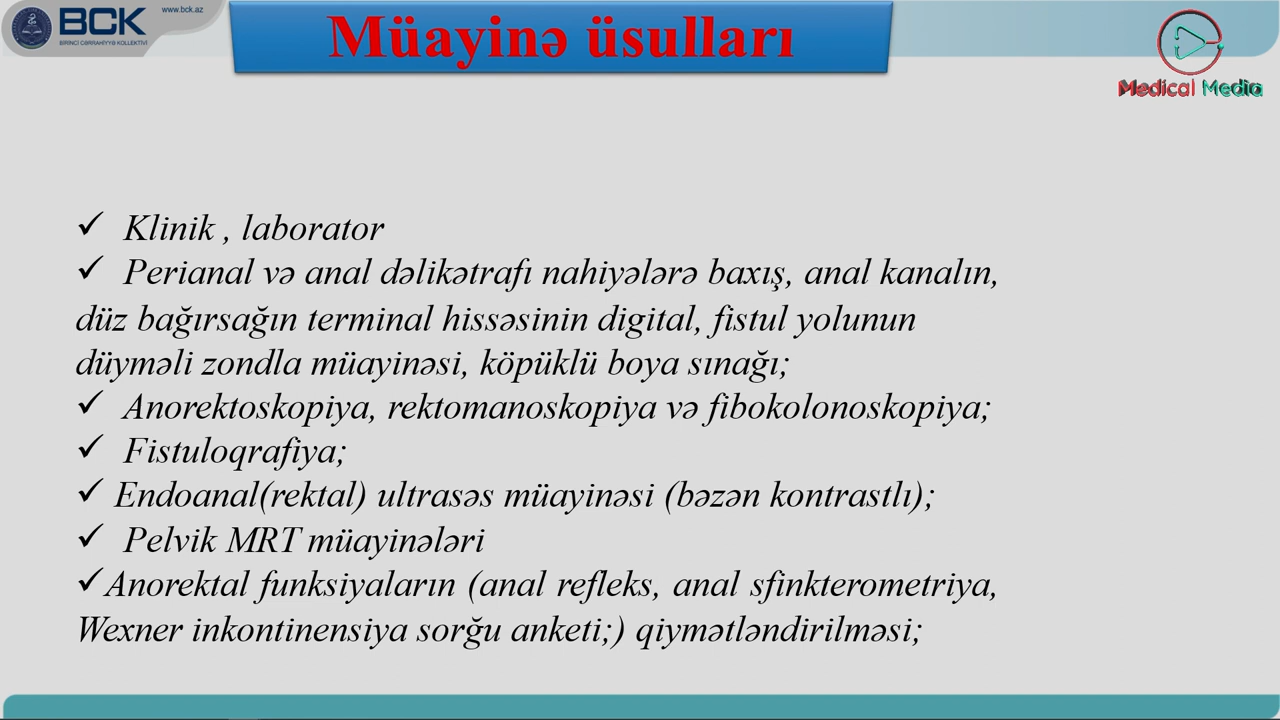 BCK
BİRİNCİ CƏRRAHİYYƏ KOLLEKTİVİ
www.bck.az
Müayinə üsulları
Medical Media
✓ Klinik , laborator
✓ Perianal və anal dəlikətrafı nahiyələrə baxış, anal kanalın,
düz bağırsağın terminal hissəsinin digital, fistul yolunun
düyməli zondla müayinəsi, köpüklü boya sınağı;
✓ Anorektoskopiya, rektomanoskopiya və fibokolonoskopiya;
✓ Fistuloqrafiya;
✓ Endoanal(rektal) ultrasəs müayinəsi (bəzən kontrastlı);
✓ Pelvik MRT müayinələri
✓Anorektal funksiyaların (anal refleks, anal sfinkterometriya,
Wexner inkontinensiya sorğu anketi;) qiymətləndirilməsi;